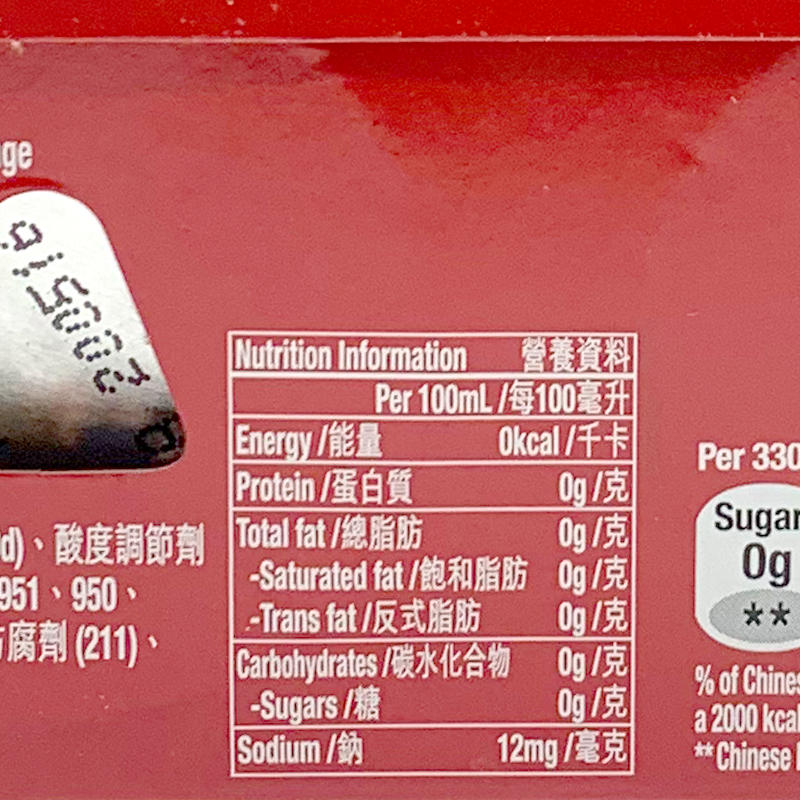 ge
Nutrition Information 營養資料
Per 100mL /每100毫升
Energy /能量 0kcal /千卡
Protein /蛋白質 0g /克
Total fat /總脂肪 0g /克
-Saturated fat /飽和脂肪 0g /克
-Trans fat /反式脂肪 0g /克
Carbohydrates /碳水化合物 0g /克
-Sugars /糖 0g /克
Sodium /鈉 12mg /毫克
d)、酸度調節劑
951、950、
腐劑 (211)、
Per 330
Sugar
0g
**
% of Chines
a 2000 kcal
**Chinese